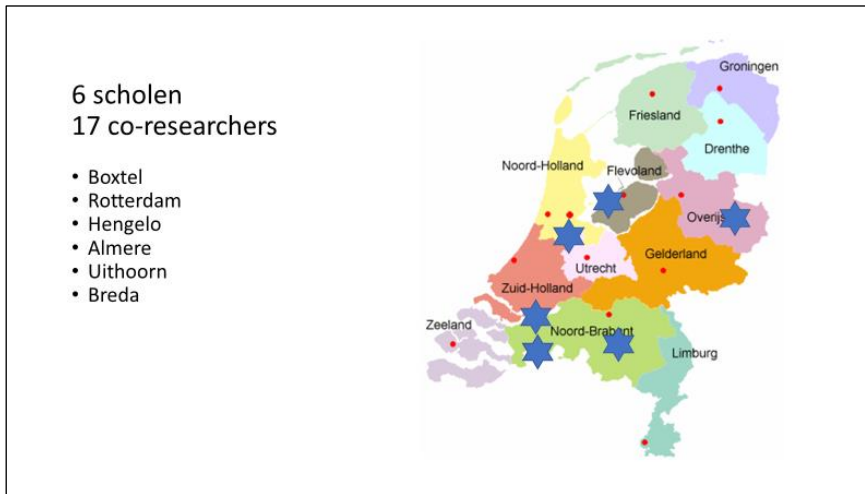 6 scholen
17 co-researchers
• Boxtel
• Rotterdam
• Hengelo
• Almere
• Uithoorn
• Breda
Groningen
Friesland
Drenthe
Noord-Holland
Flevoland
Overijs
Gelderland
Utrecht
Zuid-Holland
Zeeland
Noord-Brabant
Limburg